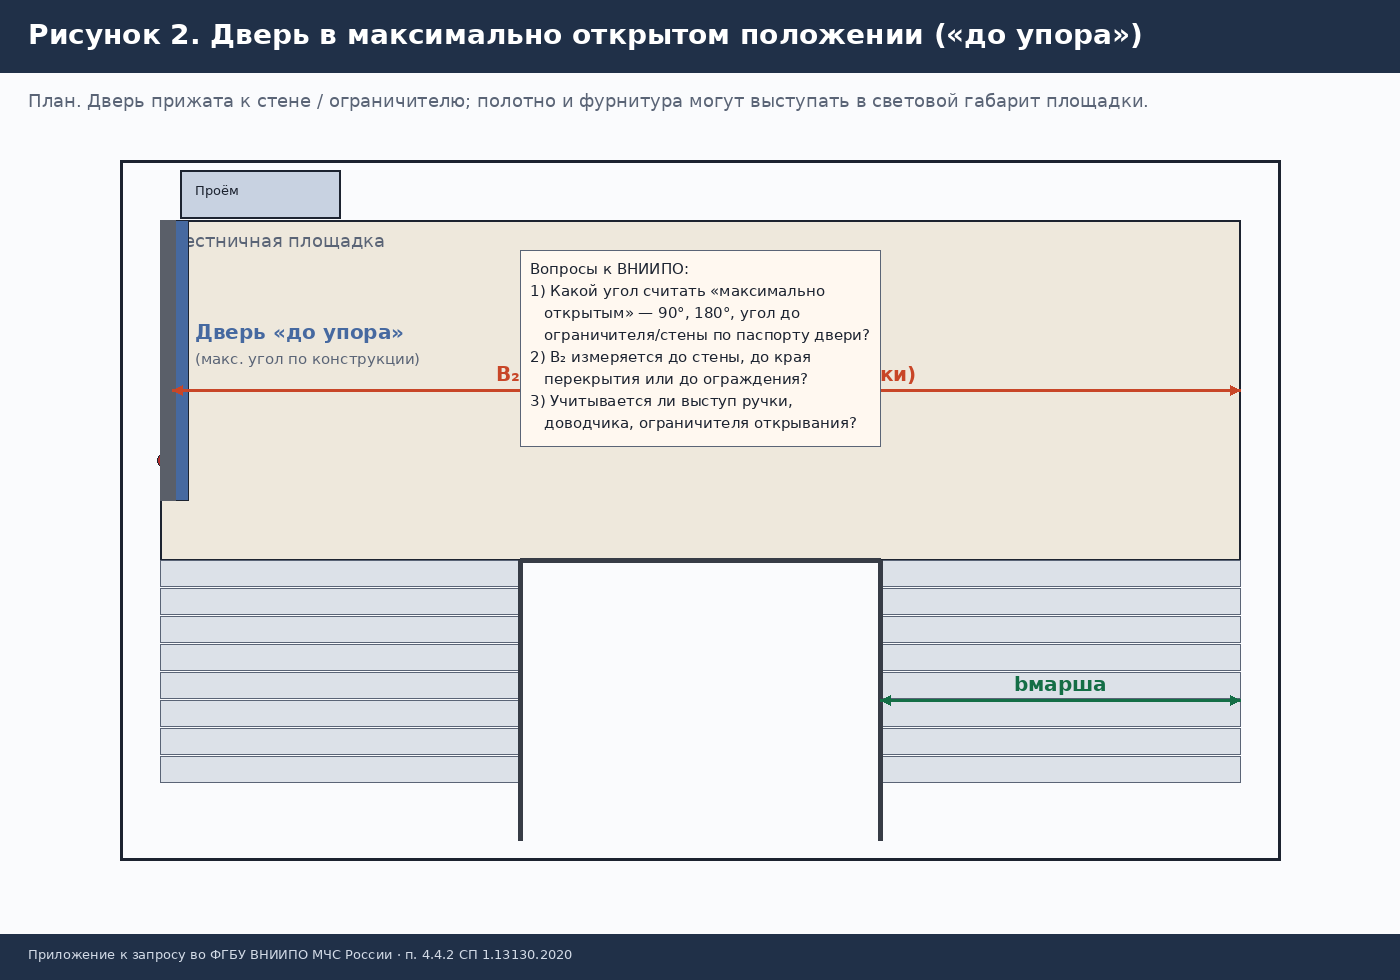 Рисунок 2. Дверь в максимально открытом положении («до упора»)
План. Дверь прижата к стене / ограничителю; полотно и фурнитура могут выступать в световой габарит площадки.
Проём
естничная площадка
Вопросы к ВНИИПО:
1) Какой угол считать «максимально
открытым» — 90°, 180°, угол до
ограничителя/стены по паспорту двери?
2) B₂ измеряется до стены, до края
перекрытия или до ограждения?
3) Учитывается ли выступ ручки,
доводчика, ограничителя открывания?
Дверь «до упора»
(макс. угол по конструкции)
B₂
ки)
bмарша
Приложение к запросу во ФГБУ ВНИИПО МЧС России · п. 4.4.2 СП 1.13130.2020